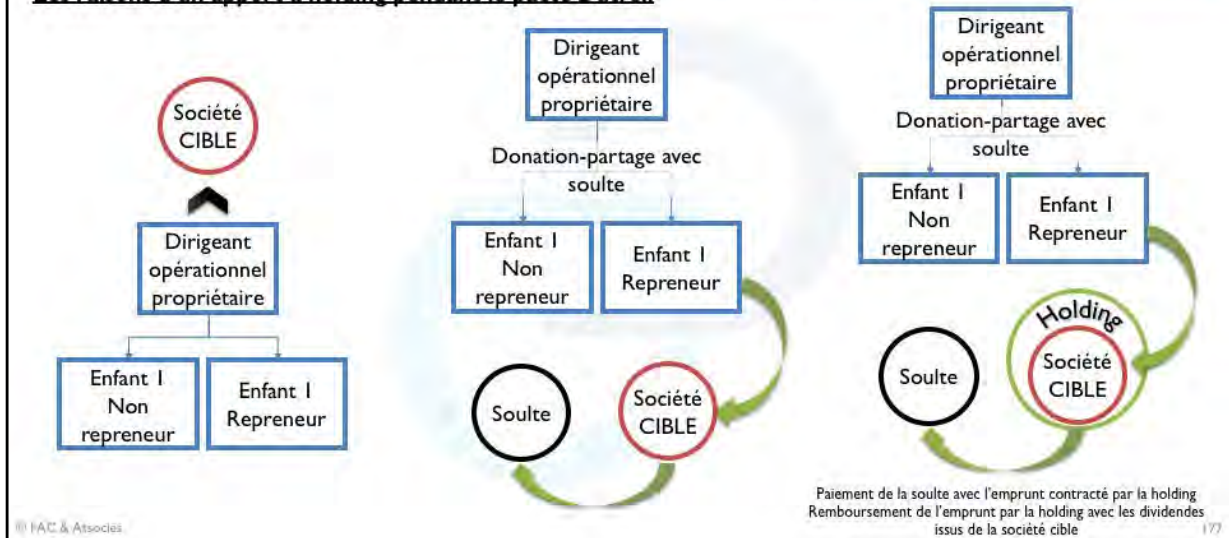 Société
CIBLE
Dirigeant
opérationnel
propriétaire
Enfant 1
Non
repreneur
Enfant 1
Repreneur
Dirigeant
opérationnel
propriétaire
Donation-partage avec
soulte
Enfant 1
Non
repreneur
Enfant 1
Repreneur
Soulte
Société
CIBLE
Dirigeant
opérationnel
propriétaire
Donation-partage avec
soulte
Enfant 1
Non
repreneur
Enfant 1
Repreneur
Soulte
Holding
Société
CIBLE
Paiement de la soulte avec l'emprunt contracté par la holding
Remboursement de l'emprunt par la holding avec les dividendes
issus de la société cible
© FAC & Associés
177